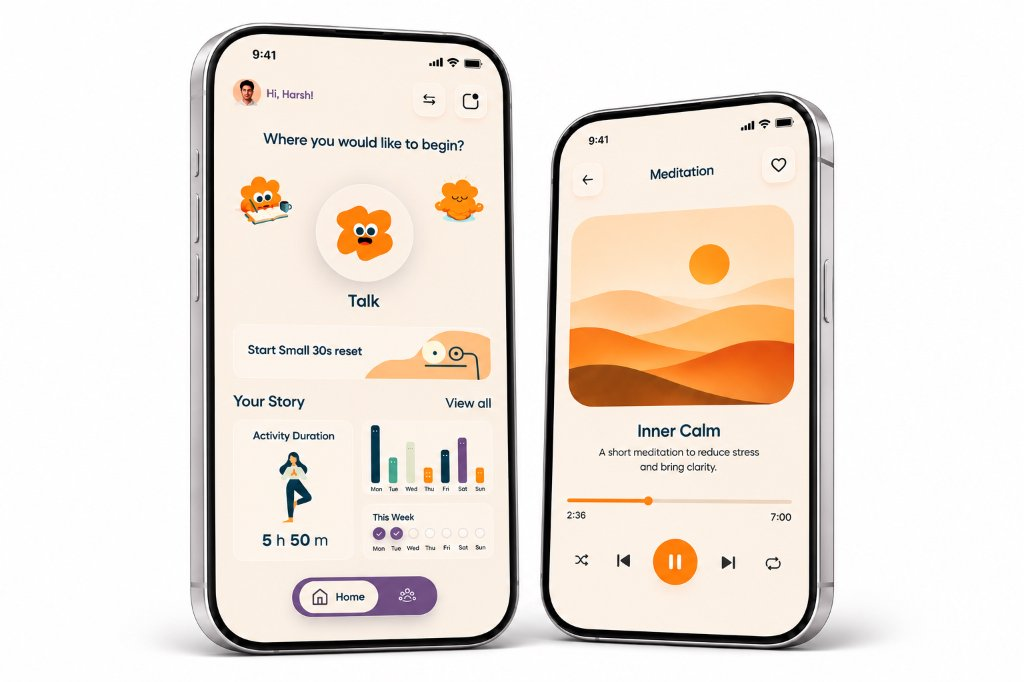 9:41
Hi, Harsh!
Where you would like to begin?
Talk
Start Small 30s reset
Your Story
View all
Activity Duration
5 h 50 m
Mon Tue Wed Thu Fri Sat Sun
This Week
Mon Tue Wed Thu Fri Sat Sun
Home
9:41
Meditation
Inner Calm
A short meditation to reduce stress
and bring clarity.
2:36
7:00